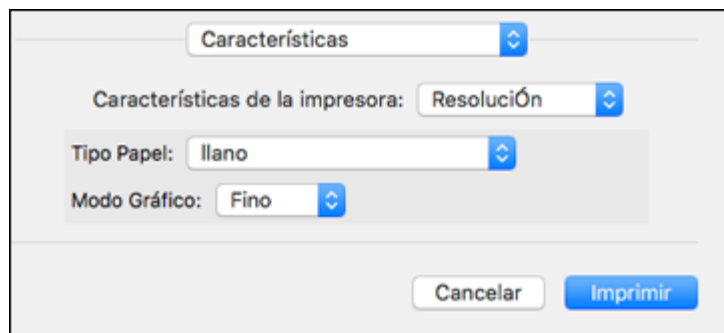 Características
Características de la impresora: ResoluciÓn
Tipo Papel: llano
Modo Gráfico: Fino
Cancelar Imprimir